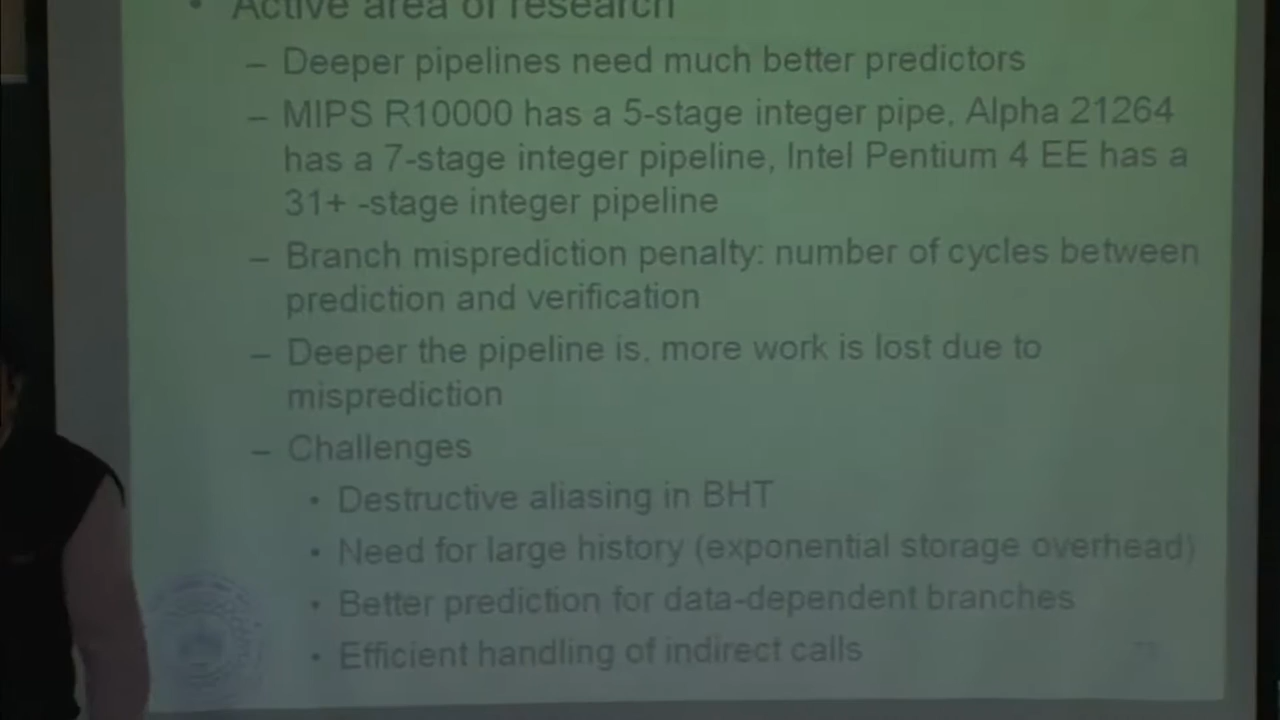 • Active area of research
– Deeper pipelines need much better predictors
– MIPS R10000 has a 5-stage integer pipe, Alpha 21264
has a 7-stage integer pipeline, Intel Pentium 4 EE has a
31+ -stage integer pipeline
– Branch misprediction penalty: number of cycles between
prediction and verification
– Deeper the pipeline is, more work is lost due to
misprediction
– Challenges
• Destructive aliasing in BHT
• Need for large history (exponential storage overhead)
• Better prediction for data-dependent branches
• Efficient handling of indirect calls